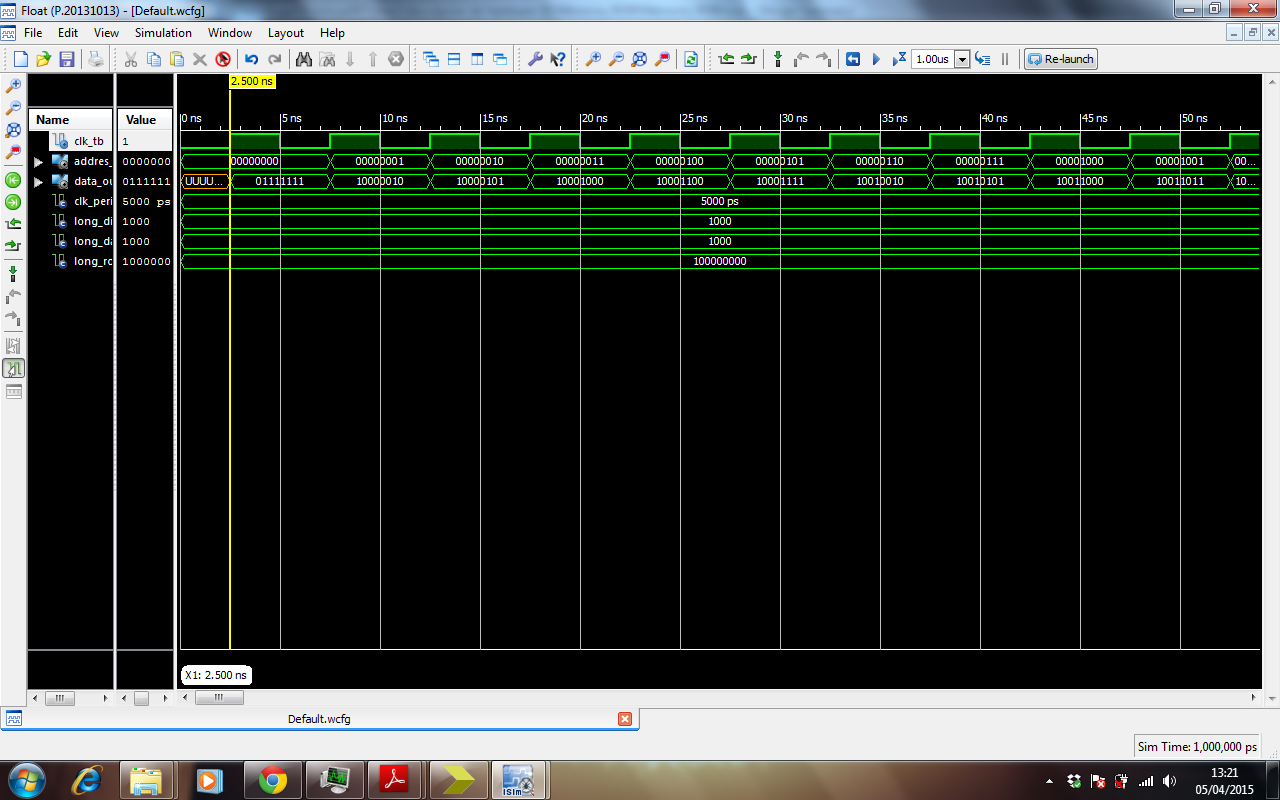 Float (P.20131013) - [Default.wcfg]
File Edit View Simulation Window Layout Help
1.00us Re-launch
2.500 ns
Name Value
0 ns 5 ns 10 ns 15 ns 20 ns 25 ns 30 ns 35 ns 40 ns 45 ns 50 ns
clk_tb 1
addres_ 0000000 00000000 00000001 00000010 00000011 00000100 00000101 00000110 00000111 00001000 00001001 00...
data_ou 0111111 UUUU... 01111111 10000010 10000101 10001000 10001100 10001111 10010010 10010101 10011000 10011011 10...
clk_peri 5000 ps 5000 ps
long_di 1000 1000
long_da 1000 1000
long_ro 1000000 100000000
X1: 2.500 ns
Default.wcfg
Sim Time: 1,000,000 ps
ISim
13:21
05/04/2015